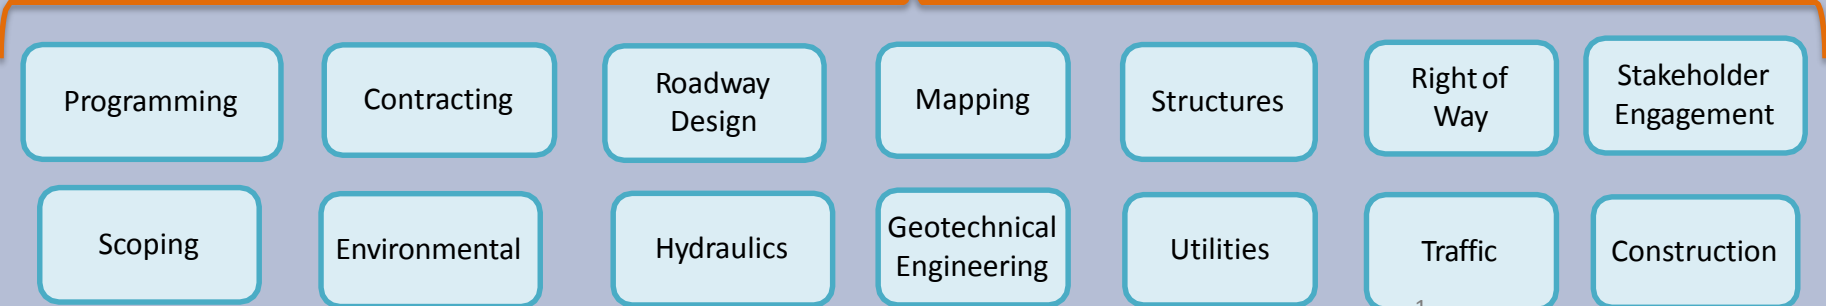 Programming
Contracting
Roadway
Design
Mapping
Structures
Right of
Way
Stakeholder
Engagement
Scoping
Environmental
Hydraulics
Geotechnical
Engineering
Utilities
Traffic
Construction
1